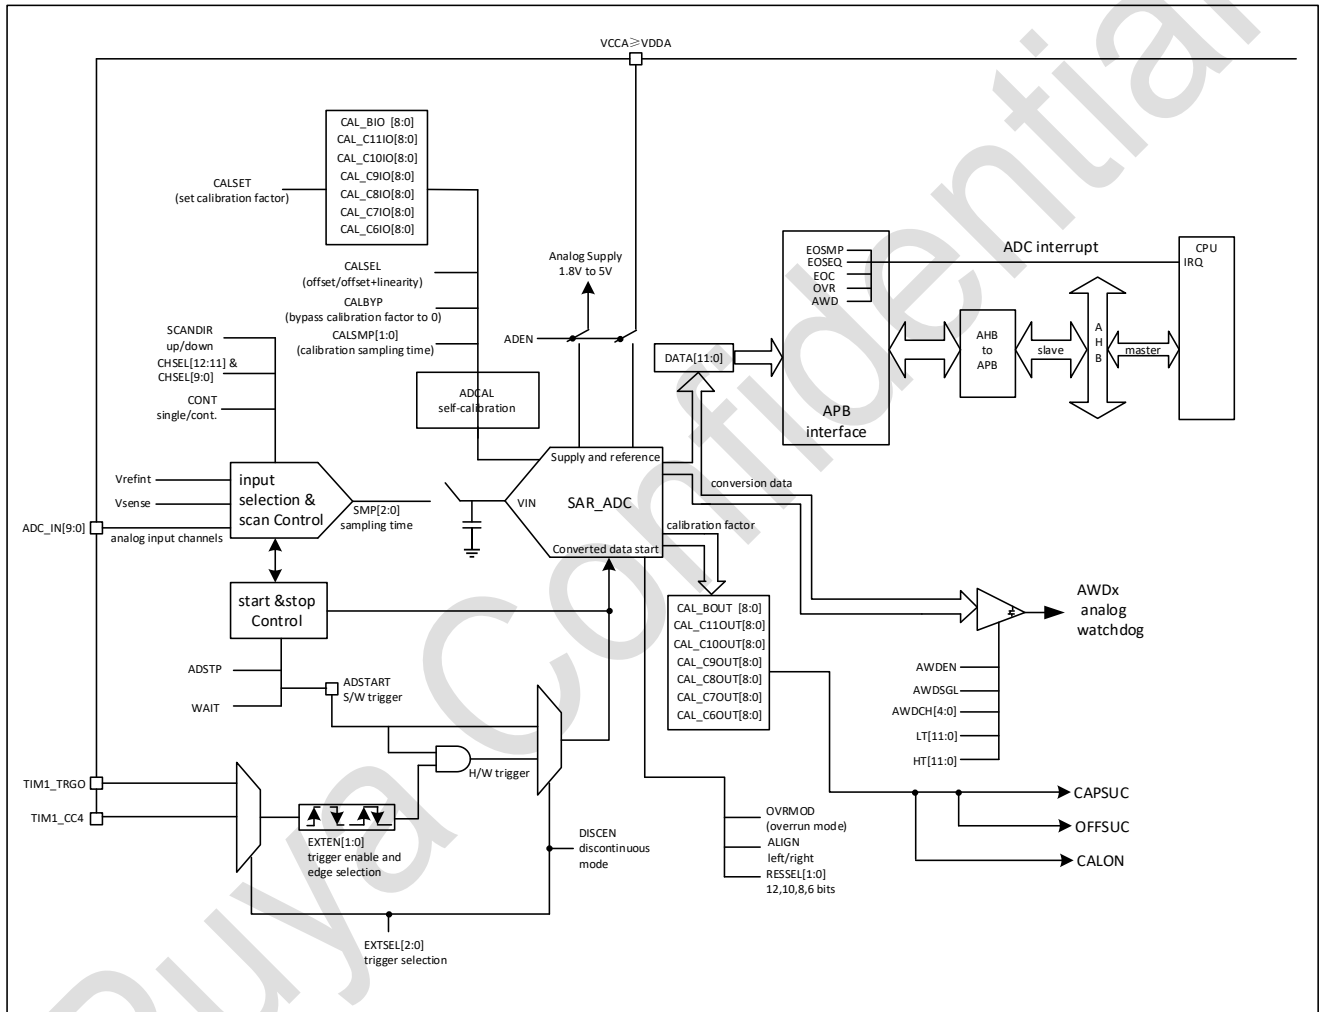 VCCA≥VDDA
CAL_BIO [8:0]
CAL_C11IO[8:0]
CAL_C10IO[8:0]
CAL_C9IO[8:0]
CAL_C8IO[8:0]
CAL_C7IO[8:0]
CAL_C6IO[8:0]
CALSET
(set calibration factor)
CALSEL
(offset/offset+linearity)
CALBYP
(bypass calibration factor to 0)
CALSMP[1:0]
(calibration sampling time)
Analog Supply
1.8V to 5V
ADEN
SCANDIR
up/down
CHSEL[12:11] &
CHSEL[9:0]
CONT
single/cont.
ADCAL
self-calibration
DATA[11:0]
EOSMP
EOSEQ
EOC
OVR
AWD
APB
interface
ADC interrupt
CPU
IRQ
AHB
to
APB
slave
A
H
B
master
Vrefint
Vsense
ADC_IN[9:0]
analog input channels
input
selection &
scan Control
SMP[2:0]
sampling time
Supply and reference
VIN
SAR_ADC
Converted data start
conversion data
calibration factor
start &stop
Control
ADSTP
WAIT
ADSTART
S/W trigger
CAL_BOUT [8:0]
CAL_C11OUT[8:0]
CAL_C10OUT[8:0]
CAL_C9OUT[8:0]
CAL_C8OUT[8:0]
CAL_C7OUT[8:0]
CAL_C6OUT[8:0]
AWDx
analog
watchdog
AWDEN
AWDSGL
AWDCH[4:0]
LT[11:0]
HT[11:0]
TIM1_TRGO
TIM1_CC4
H/W trigger
EXTEN[1:0]
trigger enable and
edge selection
DISCEN
discontinuous
mode
EXTSEL[2:0]
trigger selection
OVRMOD
(overrun mode)
ALIGN
left/right
RESSEL[1:0]
12,10,8,6 bits
CAPSUC
OFFSUC
CALON
Puya Confidential